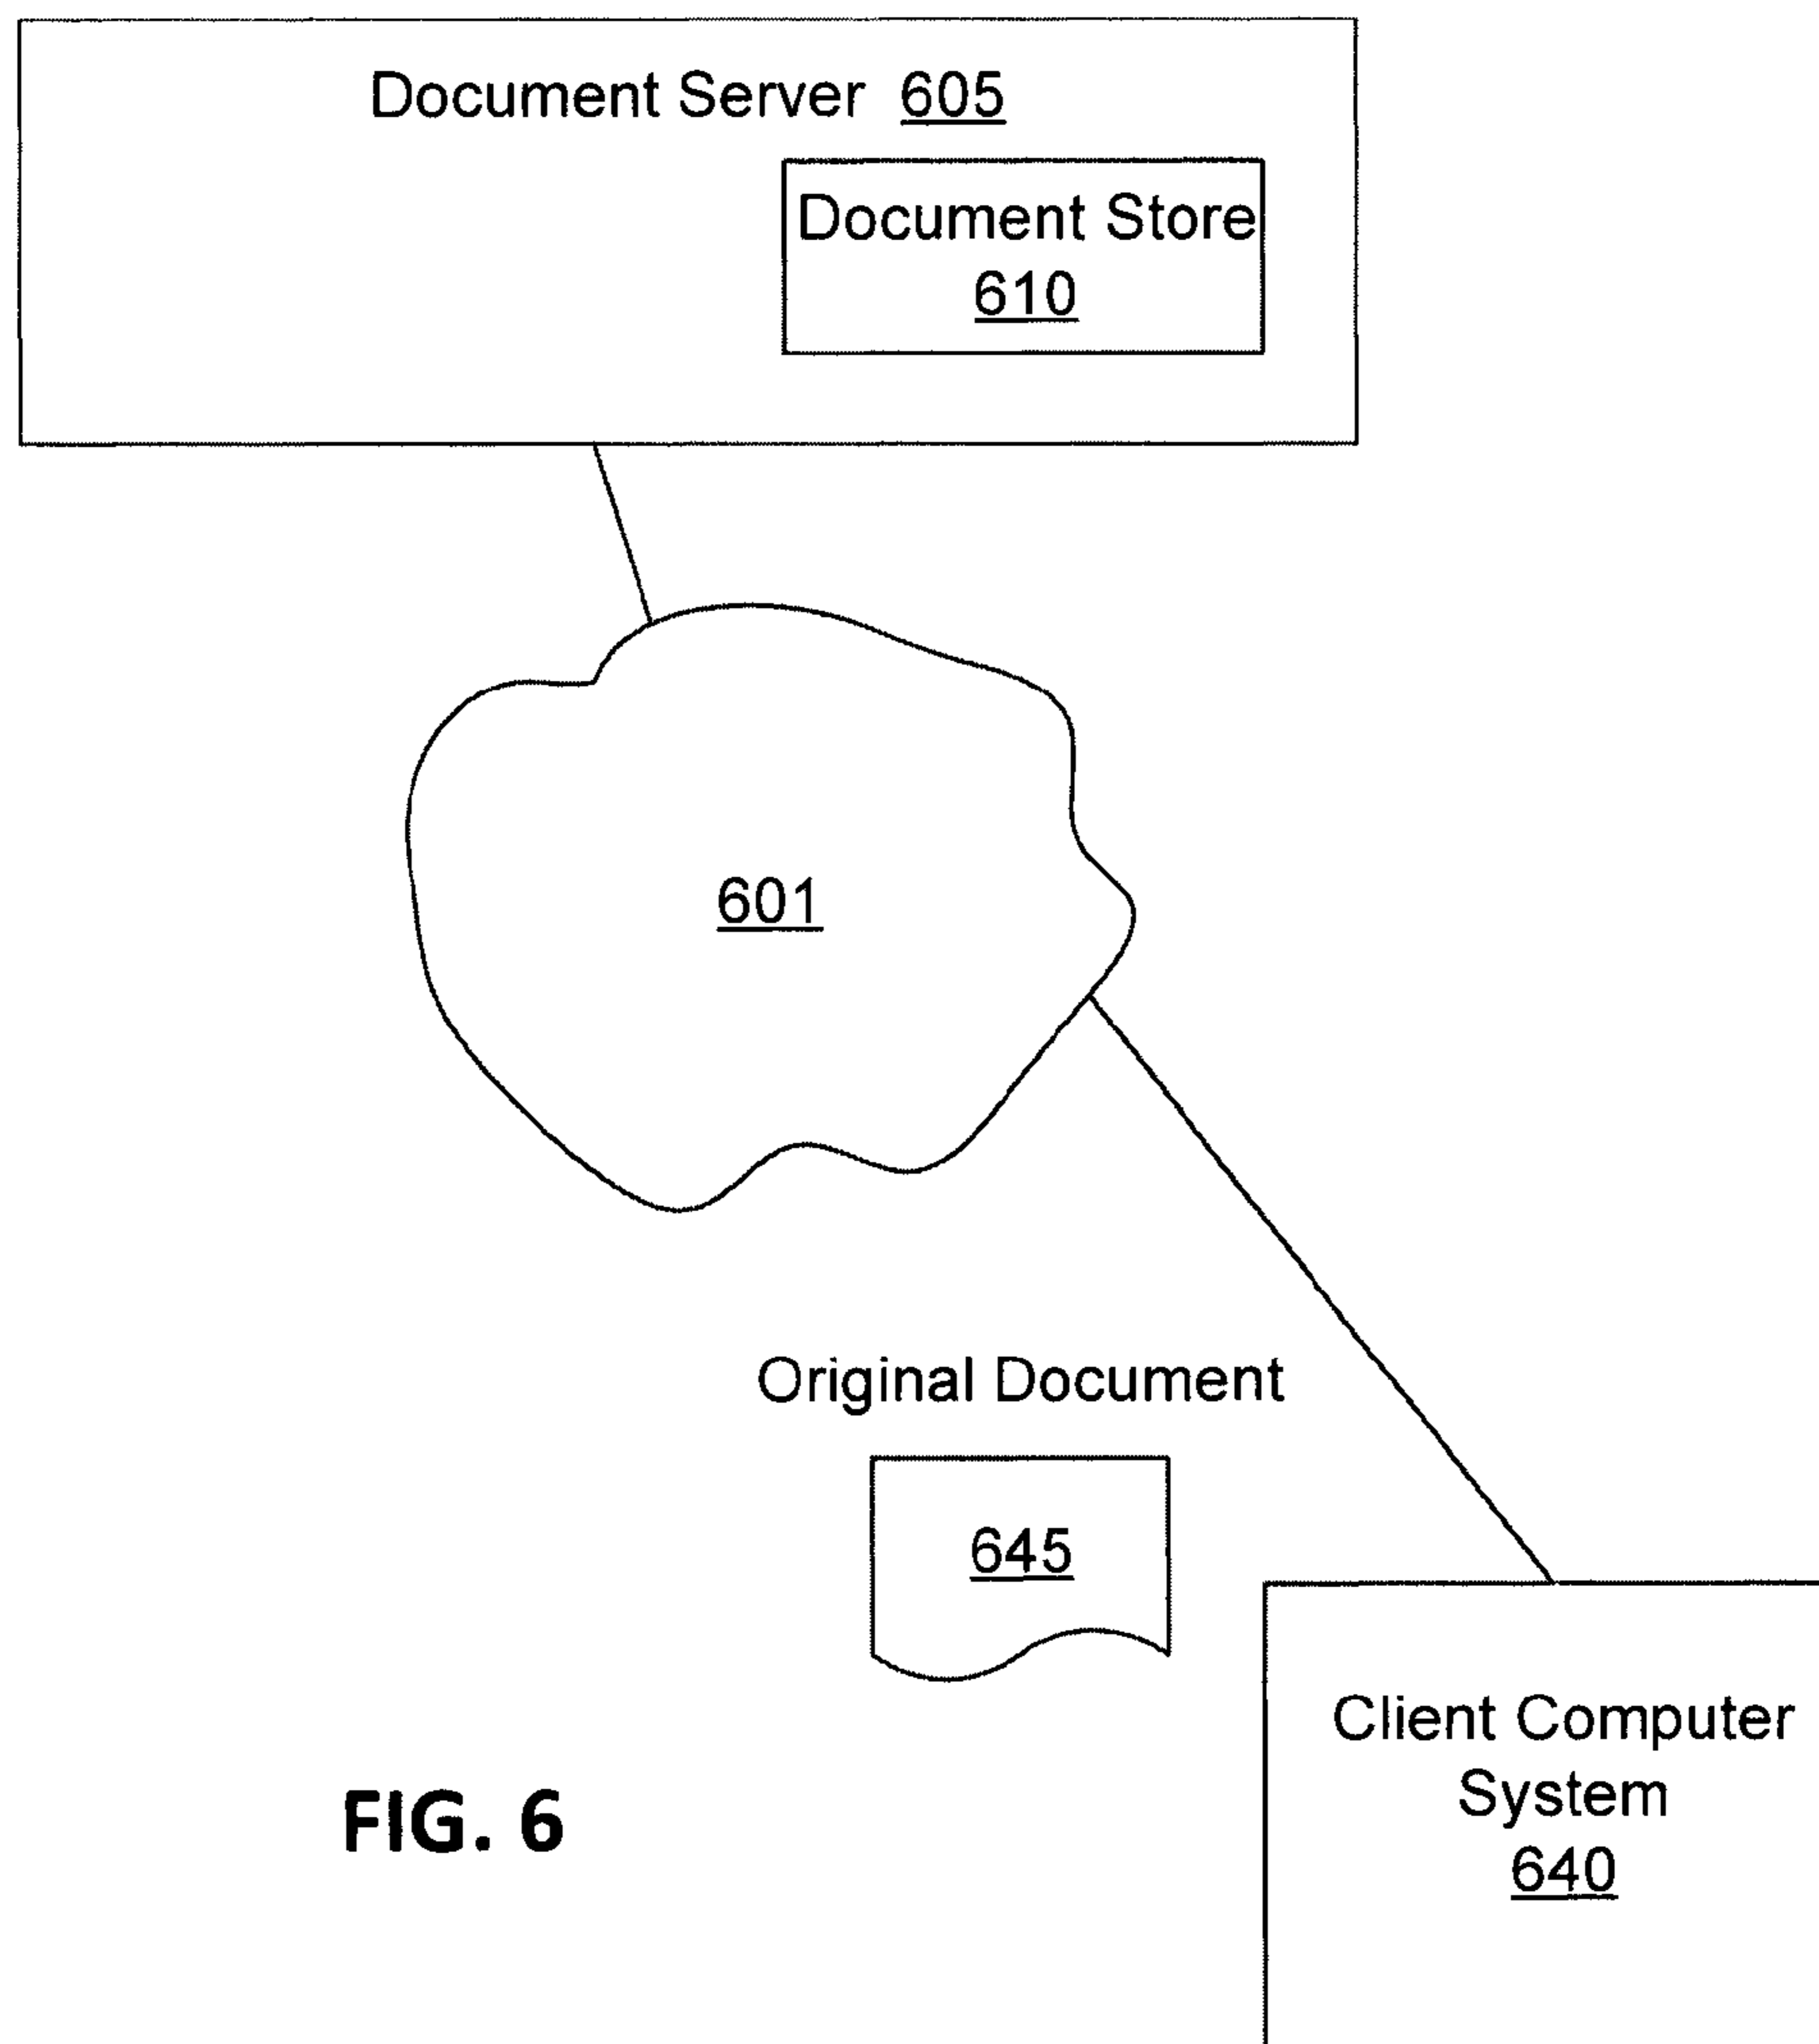 Document Server 605
Document Store
610
601
Original Document
645
Client Computer
System
640
FIG. 6